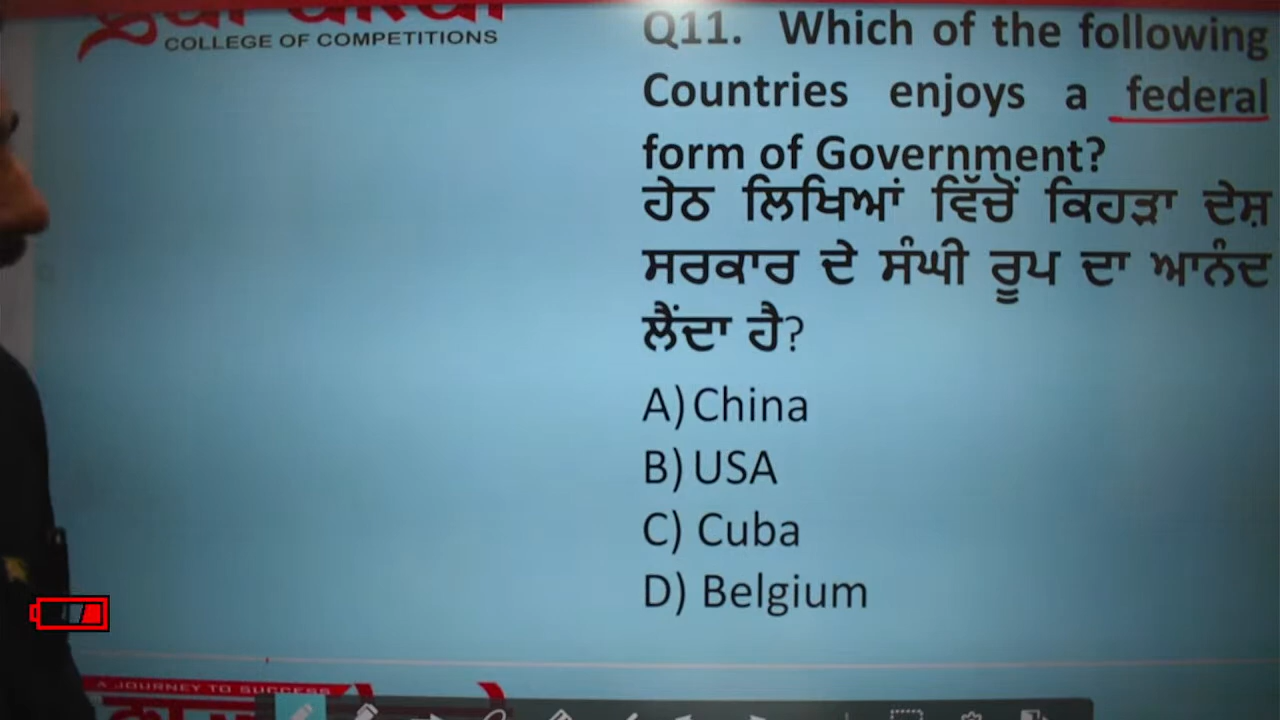 COLLEGE OF COMPETITIONS
Q11. Which of the following
Countries enjoys a federal
form of Government?
ਹੇਠ ਲਿਖਿਆਂ ਵਿੱਚੋਂ ਕਿਹੜਾ ਦੇਸ਼
ਸਰਕਾਰ ਦੇ ਸੰਘੀ ਰੂਪ ਦਾ ਆਨੰਦ
ਲੈਂਦਾ ਹੈ?
A) China
B) USA
C) Cuba
D) Belgium
A JOURNEY TO SUCCESS